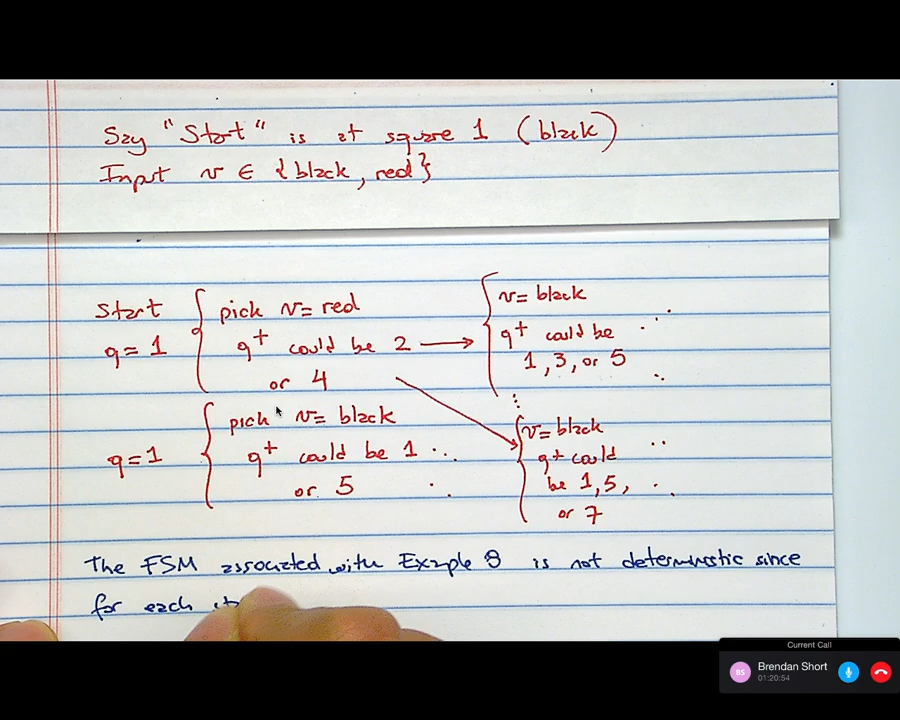 Say "Start" is at square 1 (black)
Input v ∈ {black, red}
Start
q = 1
pick v = red
q+ could be 2
or 4
v = black
q+ could be
1, 3, or 5
q = 1
pick v = black
q+ could be 1
or 5
v = black
q+ could
be 1, 5,
or 7
The FSM associated with Example 8 is not deterministic since
for each
Current Call
BS
Brendan Short
01:20:54